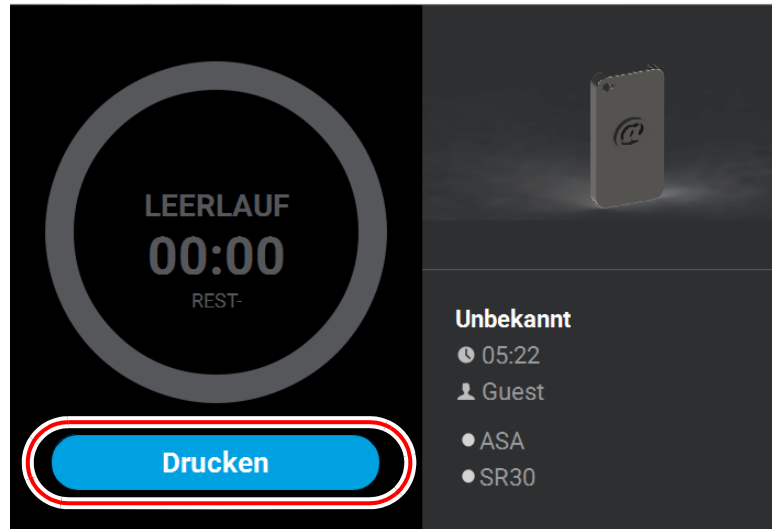 LEERLAUF
00:00
REST-
Drucken
@
Unbekannt
05:22
Guest
ASA
SR30